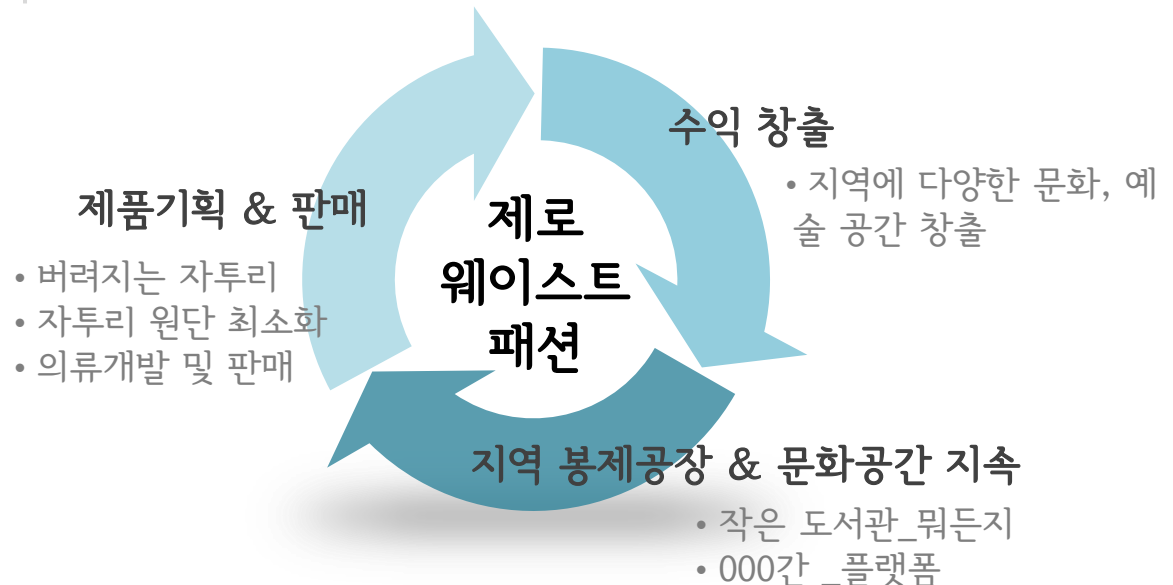 수익 창출
• 지역에 다양한 문화, 예
술 공간 창출
제품기획 & 판매
• 버려지는 자투리
• 자투리 원단 최소화
• 의류개발 및 판매
제로
웨이스트
패션
지역 봉제공장 & 문화공간 지속
• 작은 도서관_뭐든지
• 000간 _플랫폼